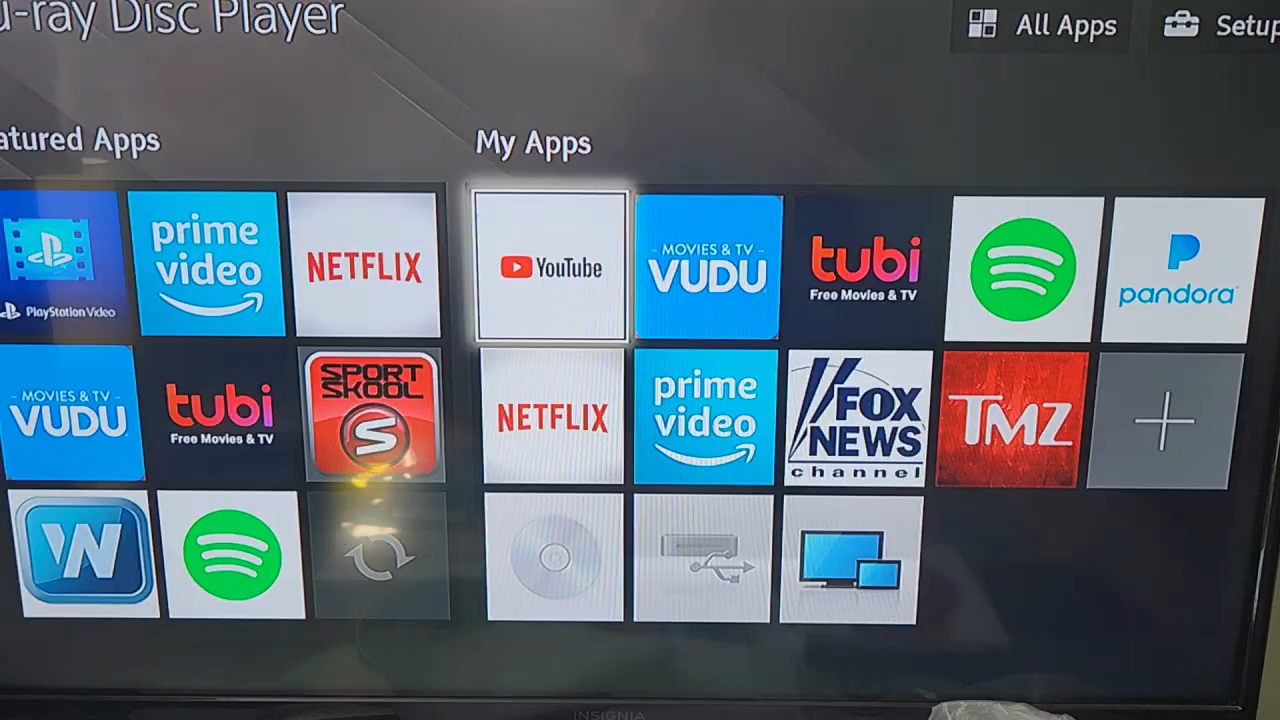 u-ray Disc Player
All Apps
Setup
atured Apps
My Apps
PlayStation Video
prime
video
NETFLIX
YouTube
- MOVIES & TV -
VUDU
tubi
Free Movies & TV
pandora
- MOVIES & TV -
VUDU
tubi
Free Movies & TV
SPORT
SKOOL
S
NETFLIX
prime
video
FOX
NEWS
channel
TMZ
W
INSIGNIA